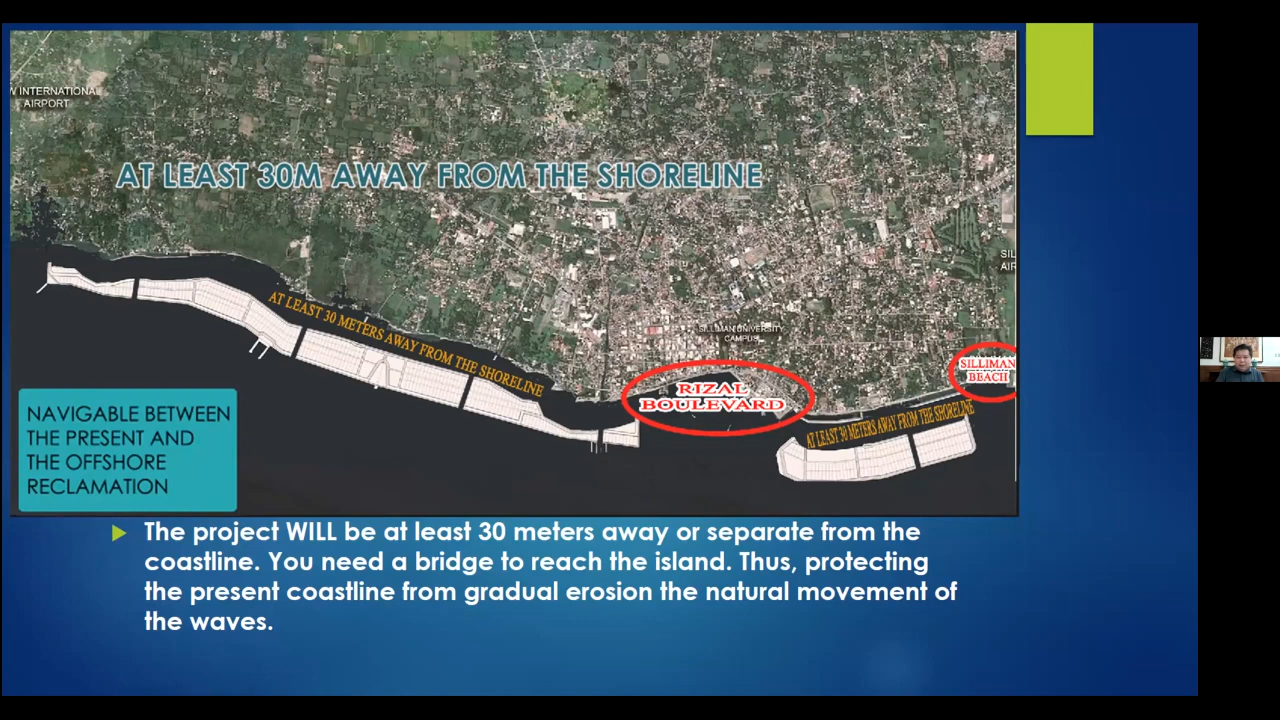 W INTERNATIONAL
AIRPORT
AT LEAST 30M AWAY FROM THE SHORELINE
SIL
AIR
AT LEAST 30 METERS AWAY FROM THE SHORELINE
SILLIMAN UNIVERSITY
CAMPUS
SILLIMAN
BEACH
RIZAL
BOULEVARD
AT LEAST 30 METERS AWAY FROM THE SHORELINE
NAVIGABLE BETWEEN
THE PRESENT AND
THE OFFSHORE
RECLAMATION
The project WILL be at least 30 meters away or separate from the
coastline. You need a bridge to reach the island. Thus, protecting
the present coastline from gradual erosion the natural movement of
the waves.